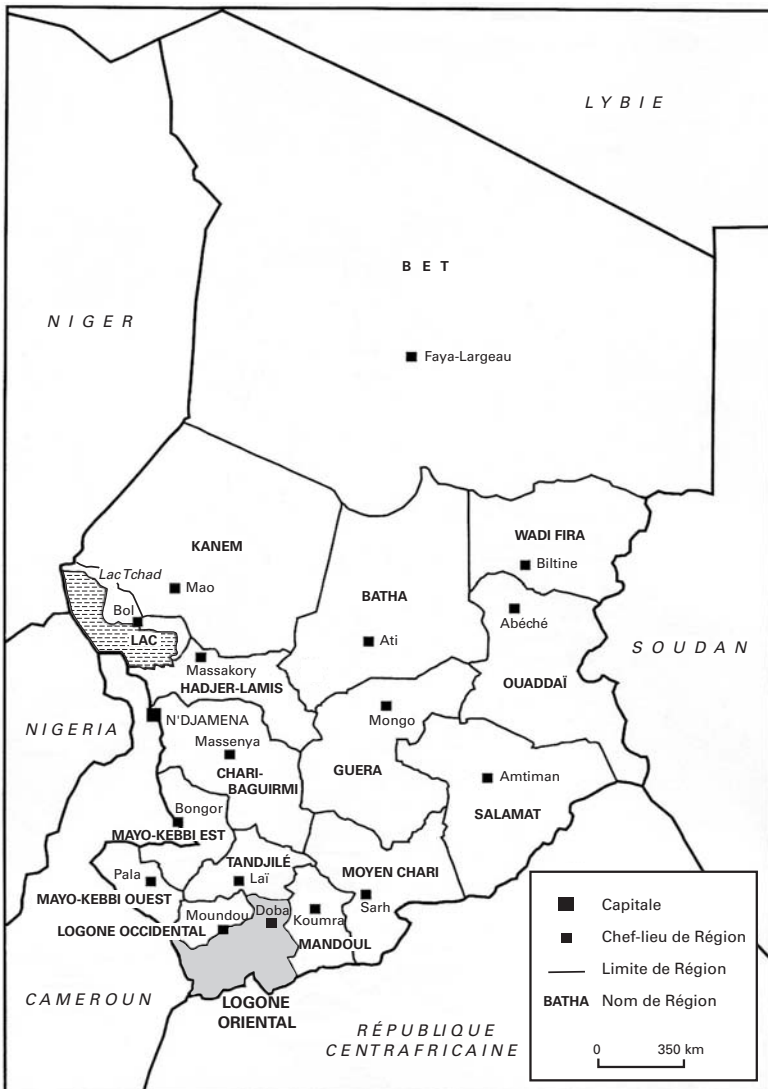 LYBIE
BET
NIGER
Faya-Largeau
KANEM
WADI FIRA
Lac Tchad
Biltine
Mao
BATHA
Bol
Abéché
LAC
Ati
SOUDAN
Massakory
HADJER-LAMIS
OUADDAÏ
NIGERIA
N'DJAMENA
Mongo
Massenya
CHARI-
BAGUIRMI
GUERA
Amtiman
Bongor
SALAMAT
MAYO-KEBBI EST
TANDJILÉ
MOYEN CHARI
Pala
Laï
MAYO-KEBBI OUEST
Sarh
Moundou
Doba
Koumra
LOGONE OCCIDENTAL
MANDOUL
CAMEROUN
LOGONE
ORIENTAL
RÉPUBLIQUE
CENTRAFRICAINE
Capitale
Chef-lieu de Région
Limite de Région
BATHA Nom de Région
0 350 km